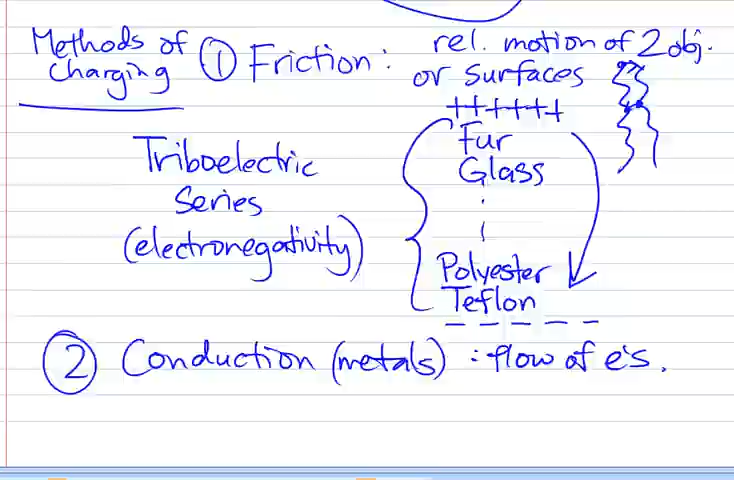 Methods of Charging
① Friction : rel. motion of 2 obj.
or surfaces
+++++++
Triboelectric
Series
(electronegativity)
Fur
Glass
Polyester
Teflon
— — — — —
② Conduction (metals) : flow of e's.